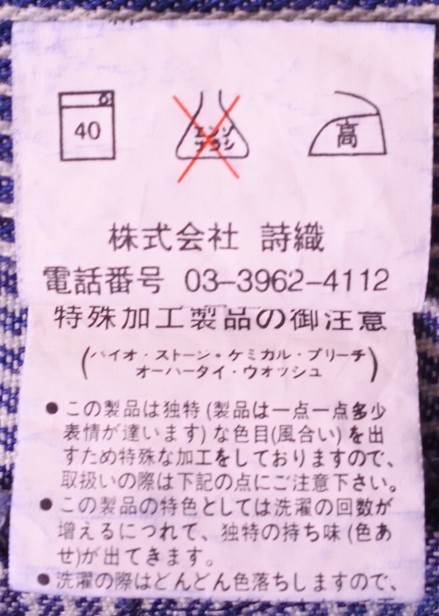 40
エンソ
サラシ
高
株式会社 詩織
電話番号 03-3962-4112
特殊加工製品の御注意
(バイオ・ストーン・ケミカル・ブリーチ
オーバータイ・ウオッシュ)
●この製品は独特(製品は一点一点多少
表情が違います)な色目(風合い)を出
すため特殊な加工をしておりますので、
取扱いの際は下記の点にご注意下さい。
●この製品の特色としては洗濯の回数が
増えるにつれて、独特の持ち味(色あ
せ)が出てきます。
●洗濯の際はどんどん色落ちしますので、